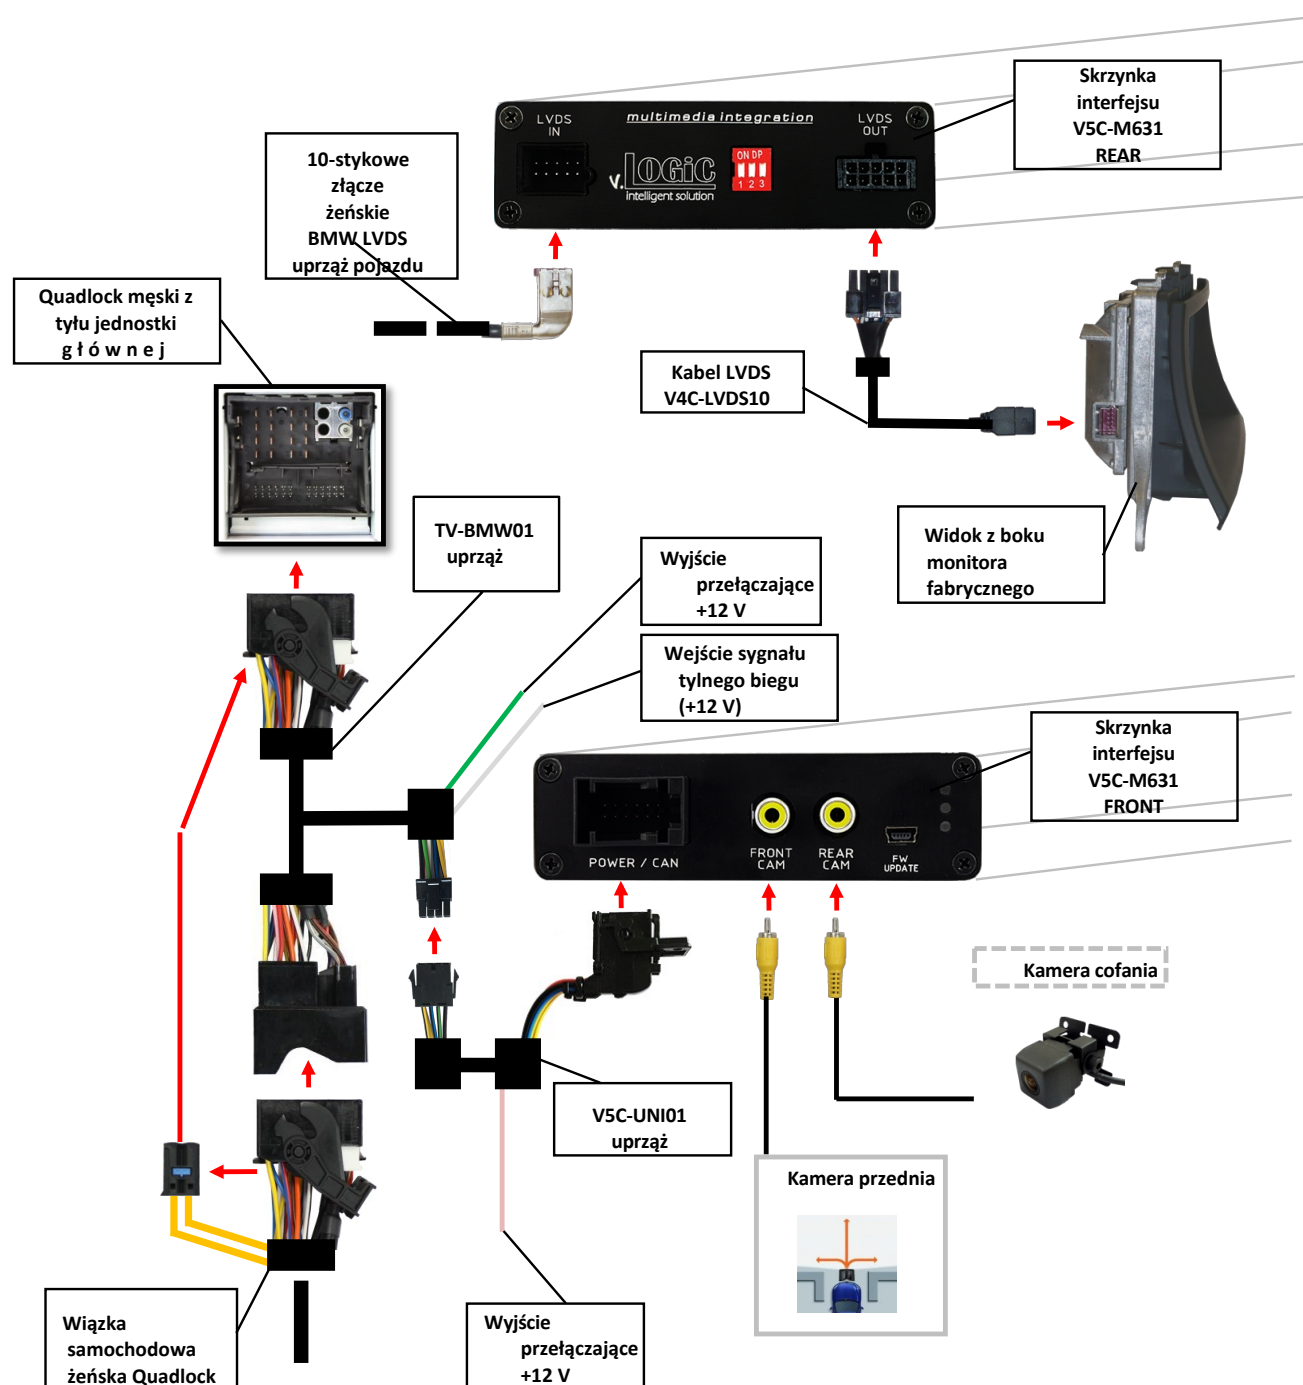 Skrzynka
interfejsu
V5C-M631
REAR
LVDS
IN
multimedia integration
LVDS
OUT
ON DP
1 2 3
v.LOGiC
intelligent solution
10-stykowe
złącze
żeńskie
BMW LVDS
uprząż pojazdu
Quadlock męski z
tyłu jednostki
g ł ó w n e j
Kabel LVDS
V4C-LVDS10
TV-BMW01
uprząż
Wyjście
przełączające
+12 V
Widok z boku
monitora
fabrycznego
Wejście sygnału
tylnego biegu
(+12 V)
Skrzynka
interfejsu
V5C-M631
FRONT
POWER / CAN
FRONT
CAM
REAR
CAM
FW
UPDATE
Kamera cofania
V5C-UNI01
uprząż
Kamera przednia
Wiązka
samochodowa
żeńska Quadlock
Wyjście
przełączające
+12 V